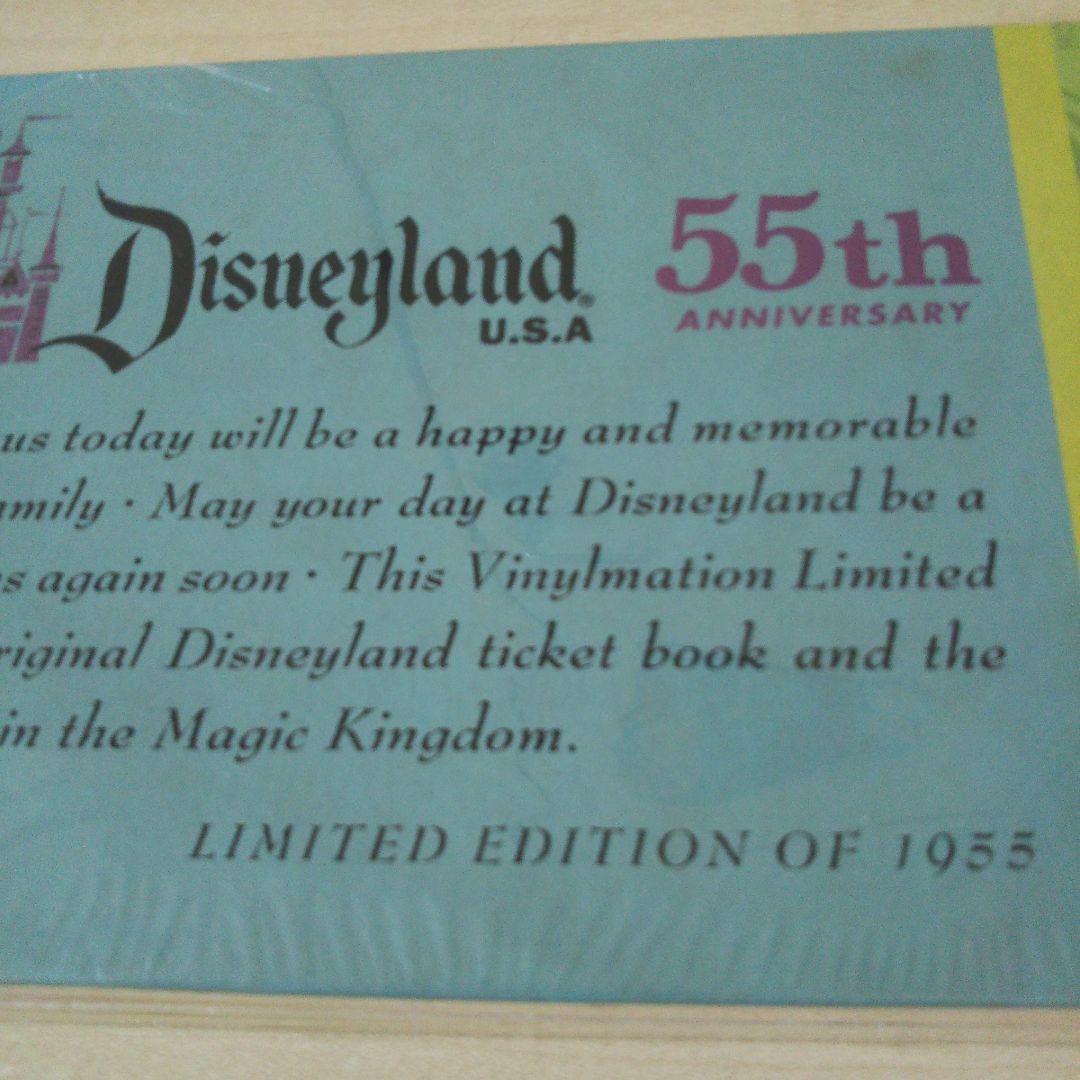 Disneyland®
U.S.A
55th
ANNIVERSARY
us today will be a happy and memorable
mily · May your day at Disneyland be a
s again soon · This Vinylmation Limited
riginal Disneyland ticket book and the
in the Magic Kingdom.
LIMITED EDITION OF 1955